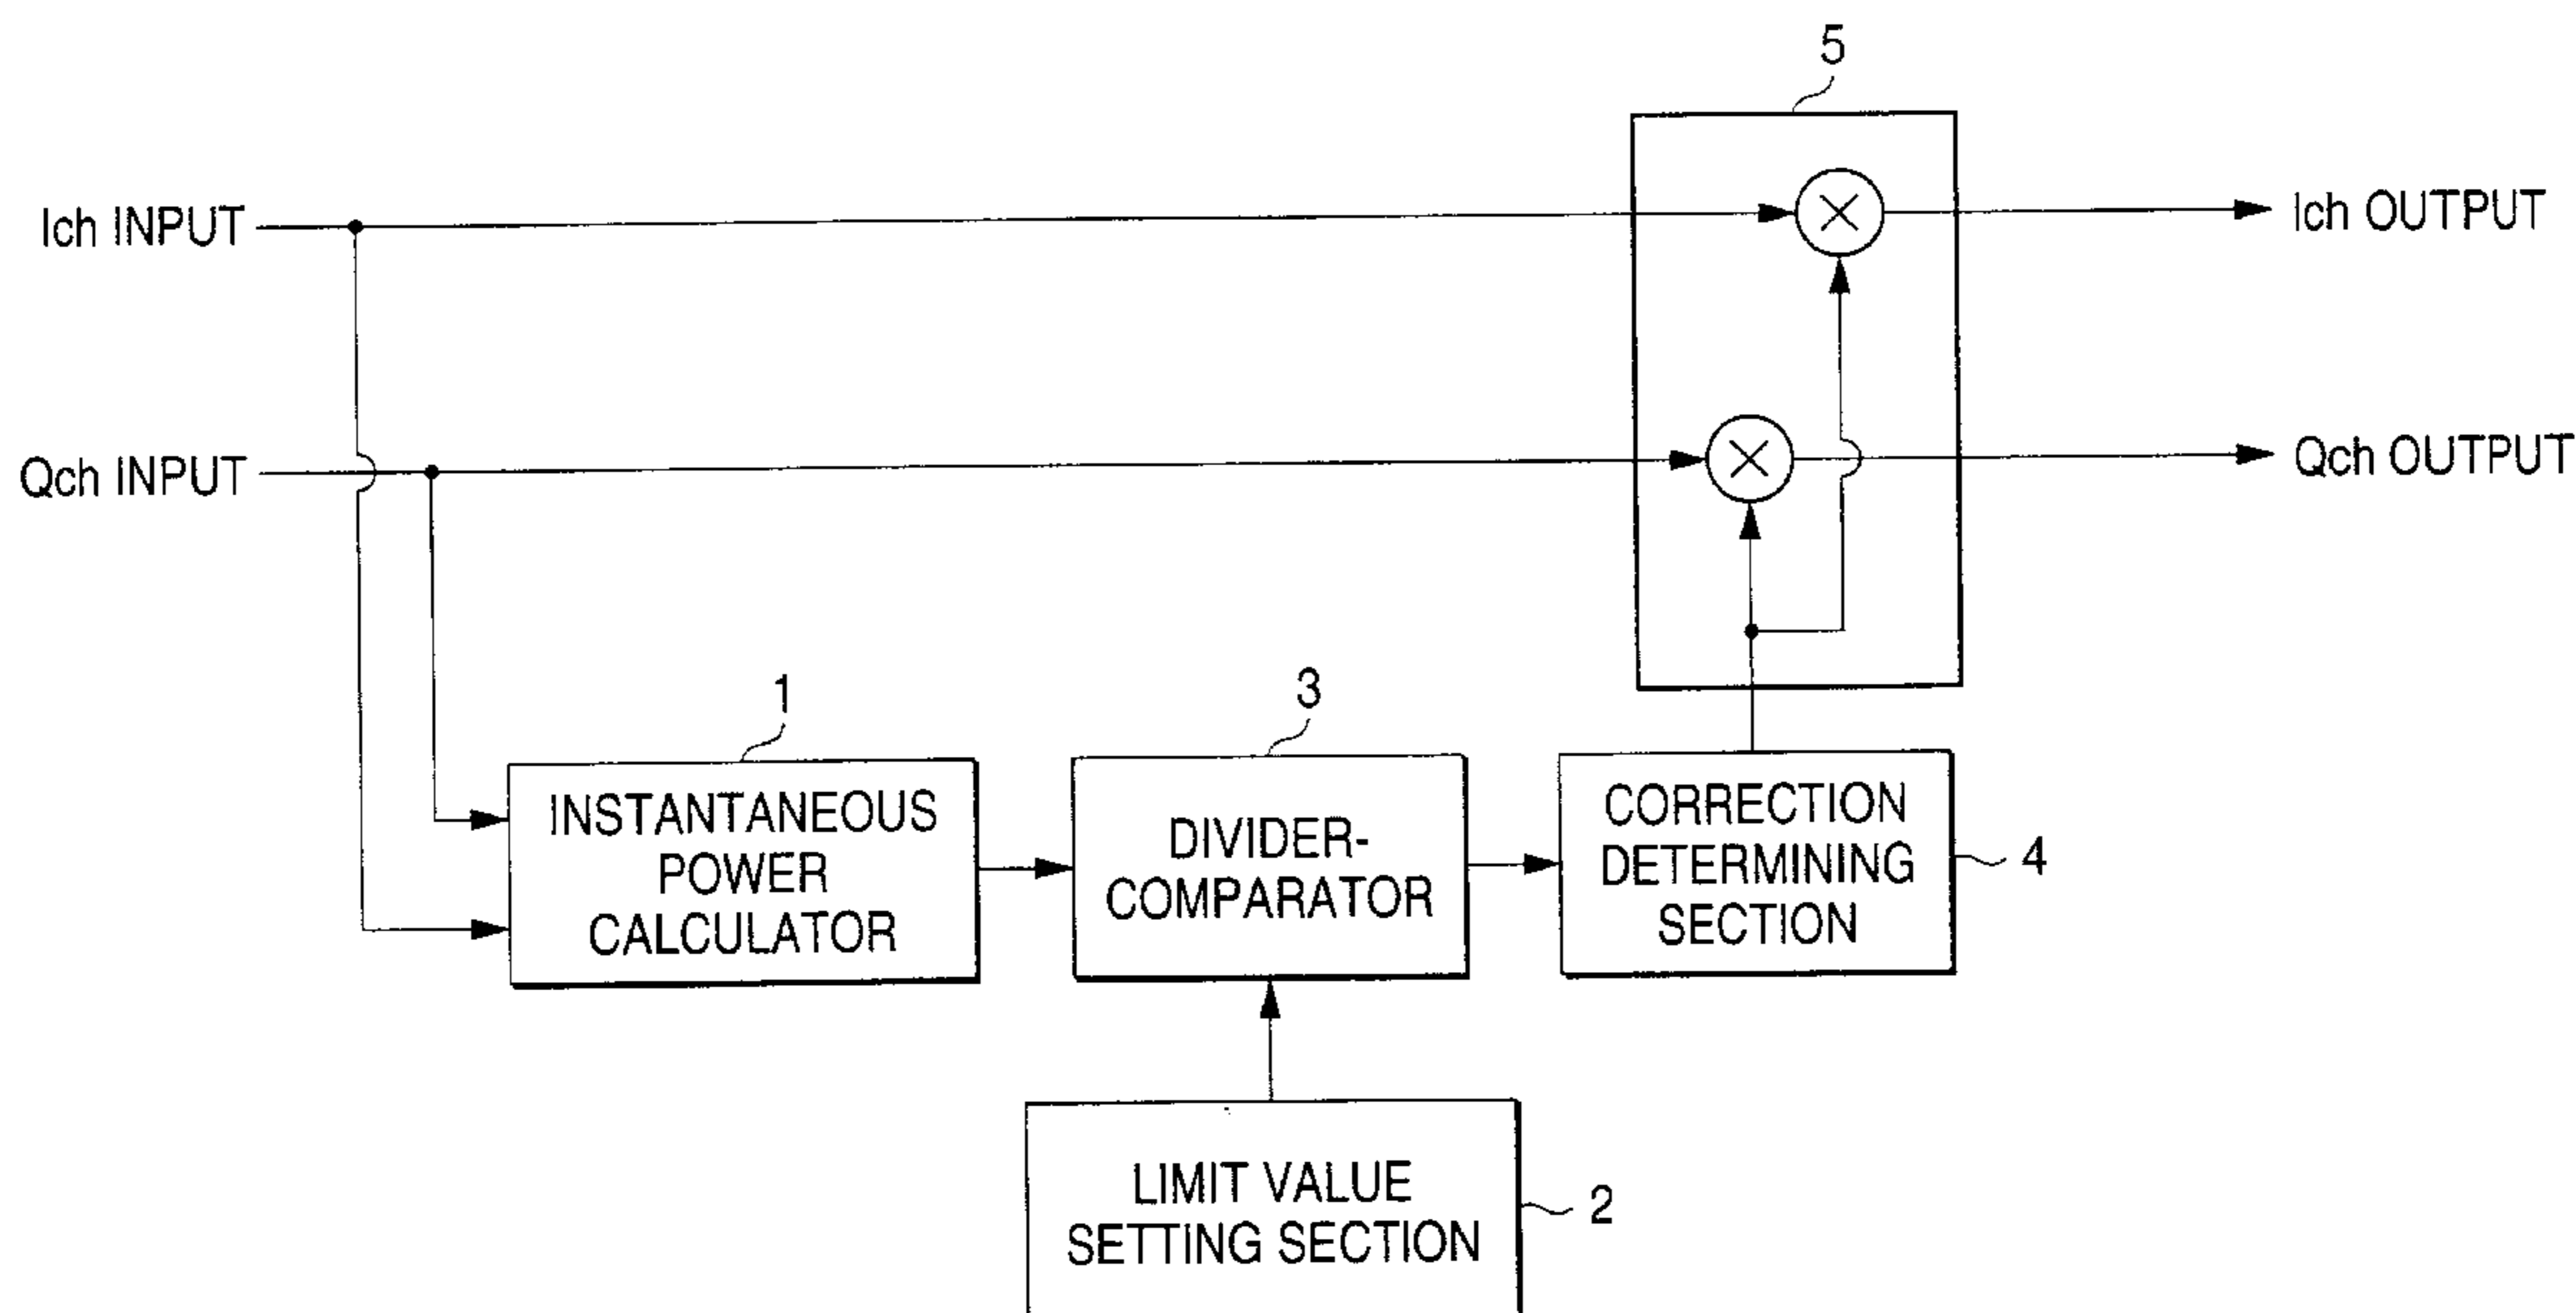 5
Ich INPUT
Ich OUTPUT
Qch INPUT
Qch OUTPUT
1
3
INSTANTANEOUS
POWER
CALCULATOR
DIVIDER-
COMPARATOR
CORRECTION
DETERMINING
SECTION
4
LIMIT VALUE
SETTING SECTION
2